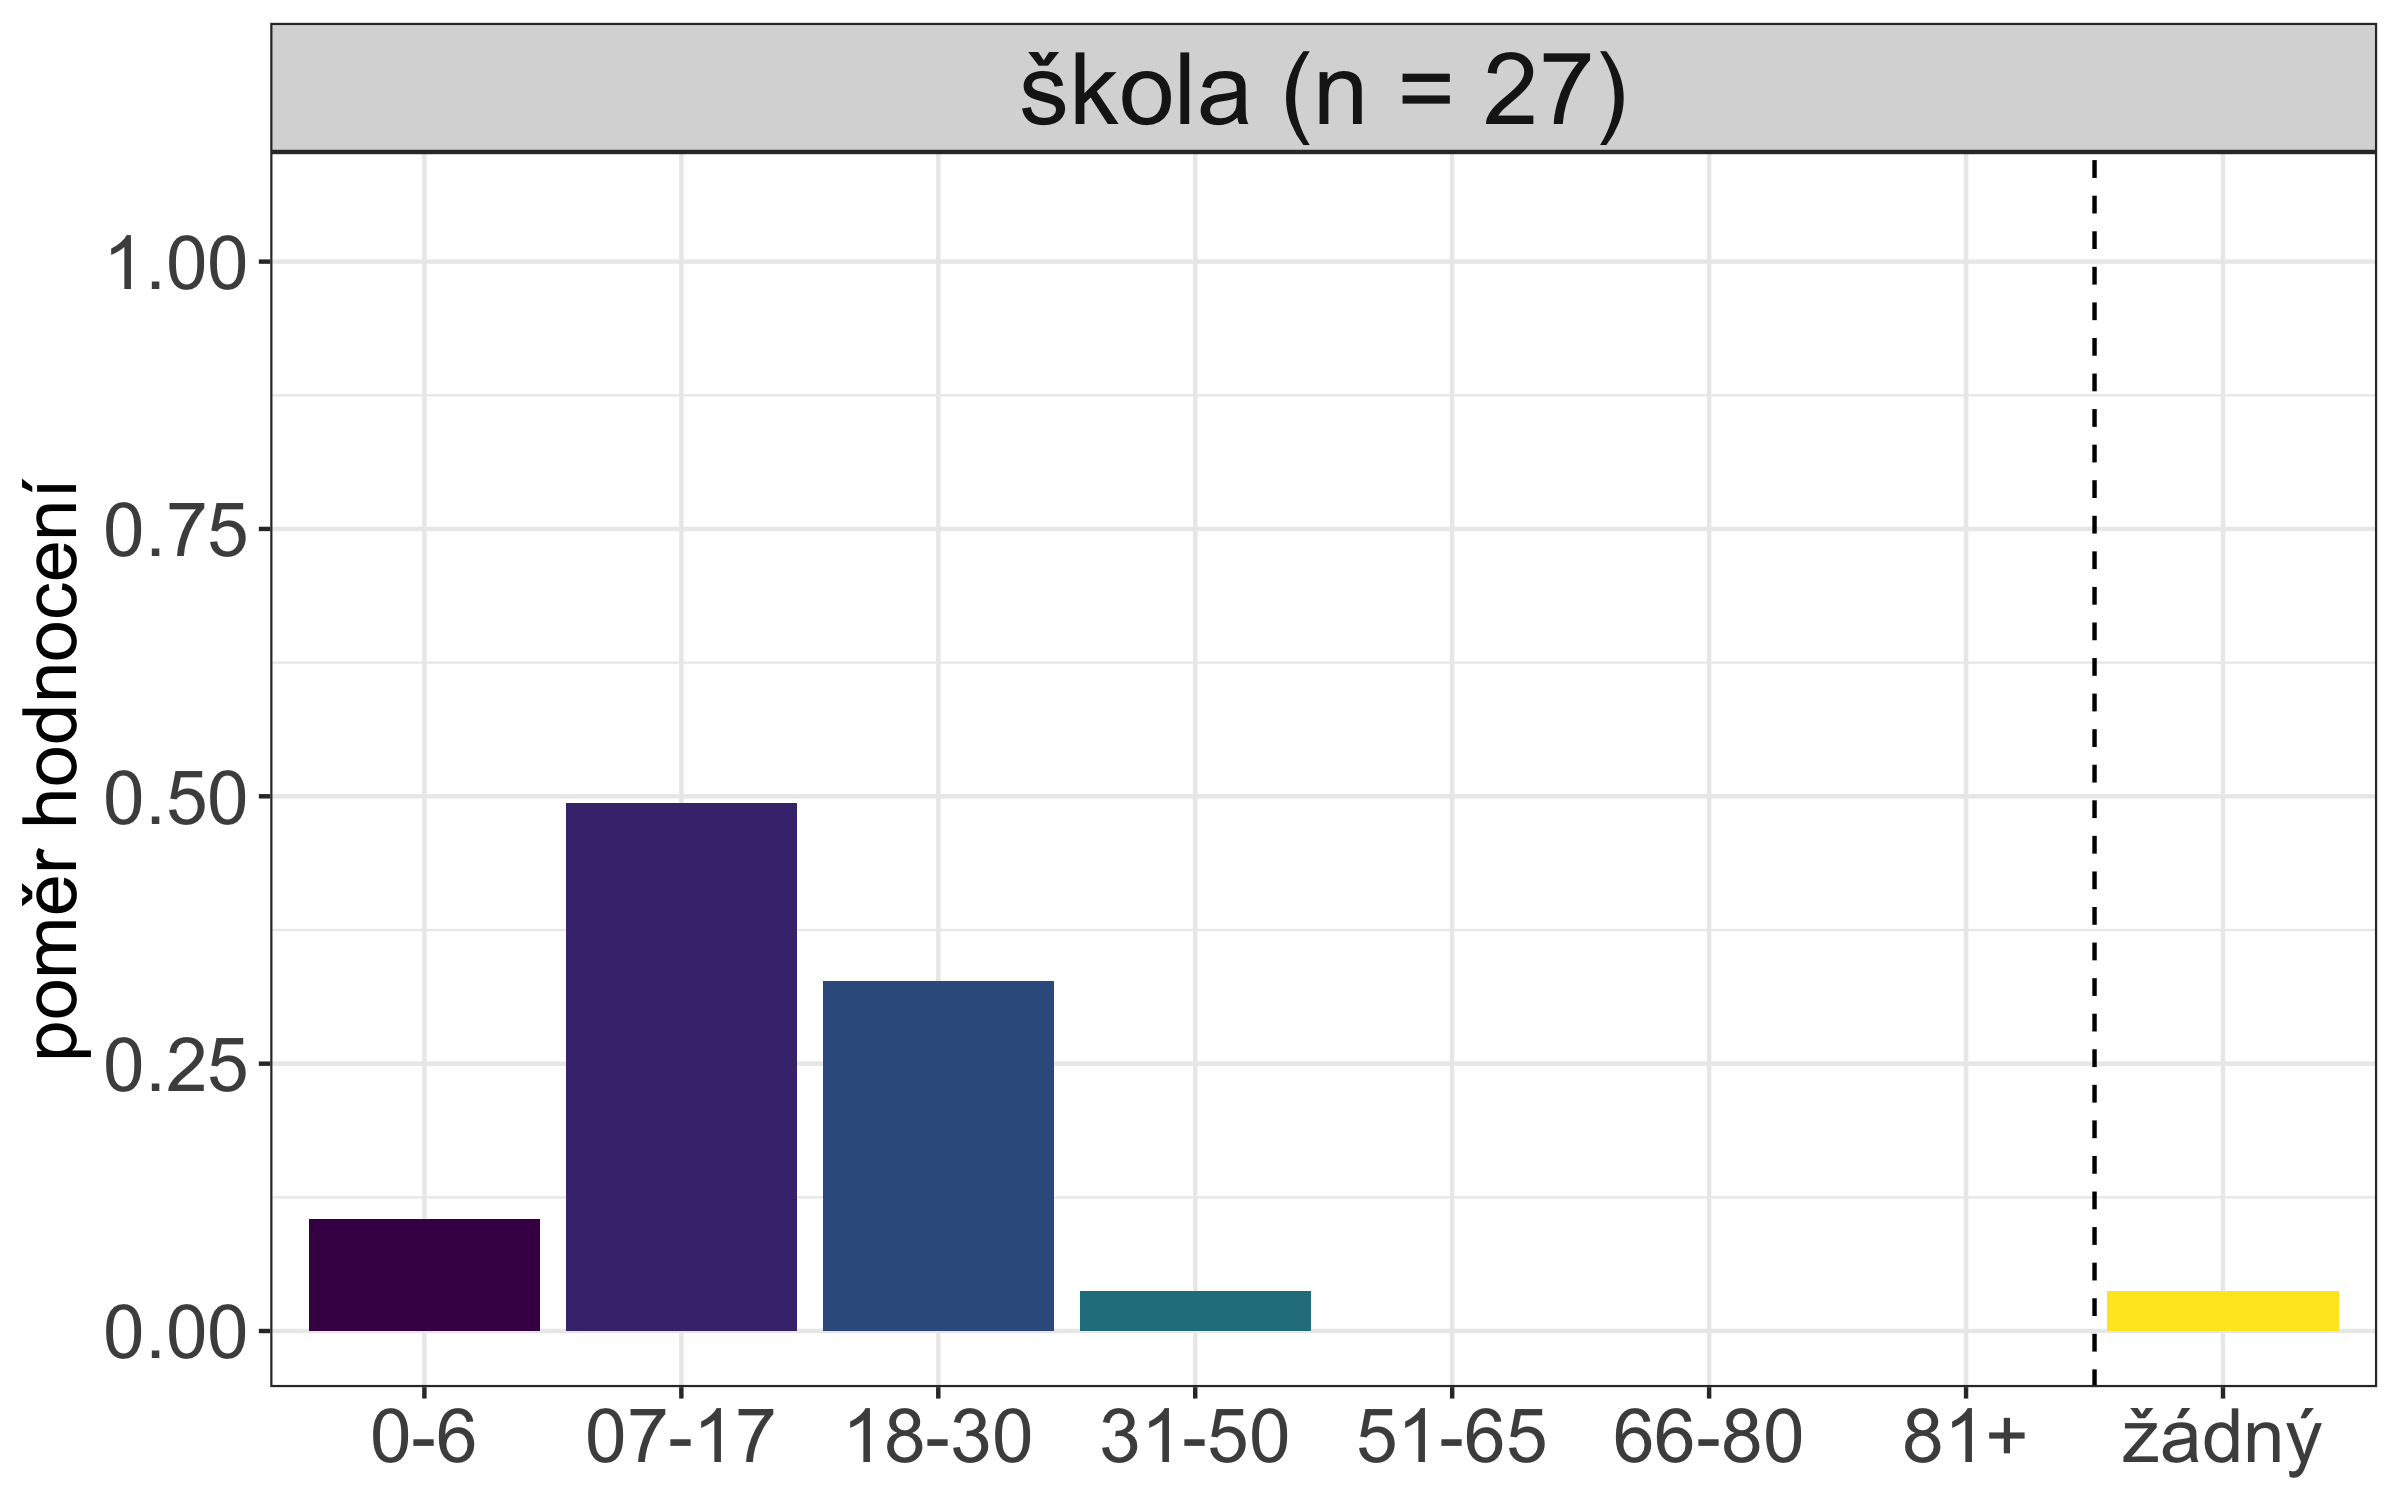 škola (n = 27)
poměr hodnocení
1.00
0.75
0.50
0.25
0.00
0-6 07-17 18-30 31-50 51-65 66-80 81+ žádný